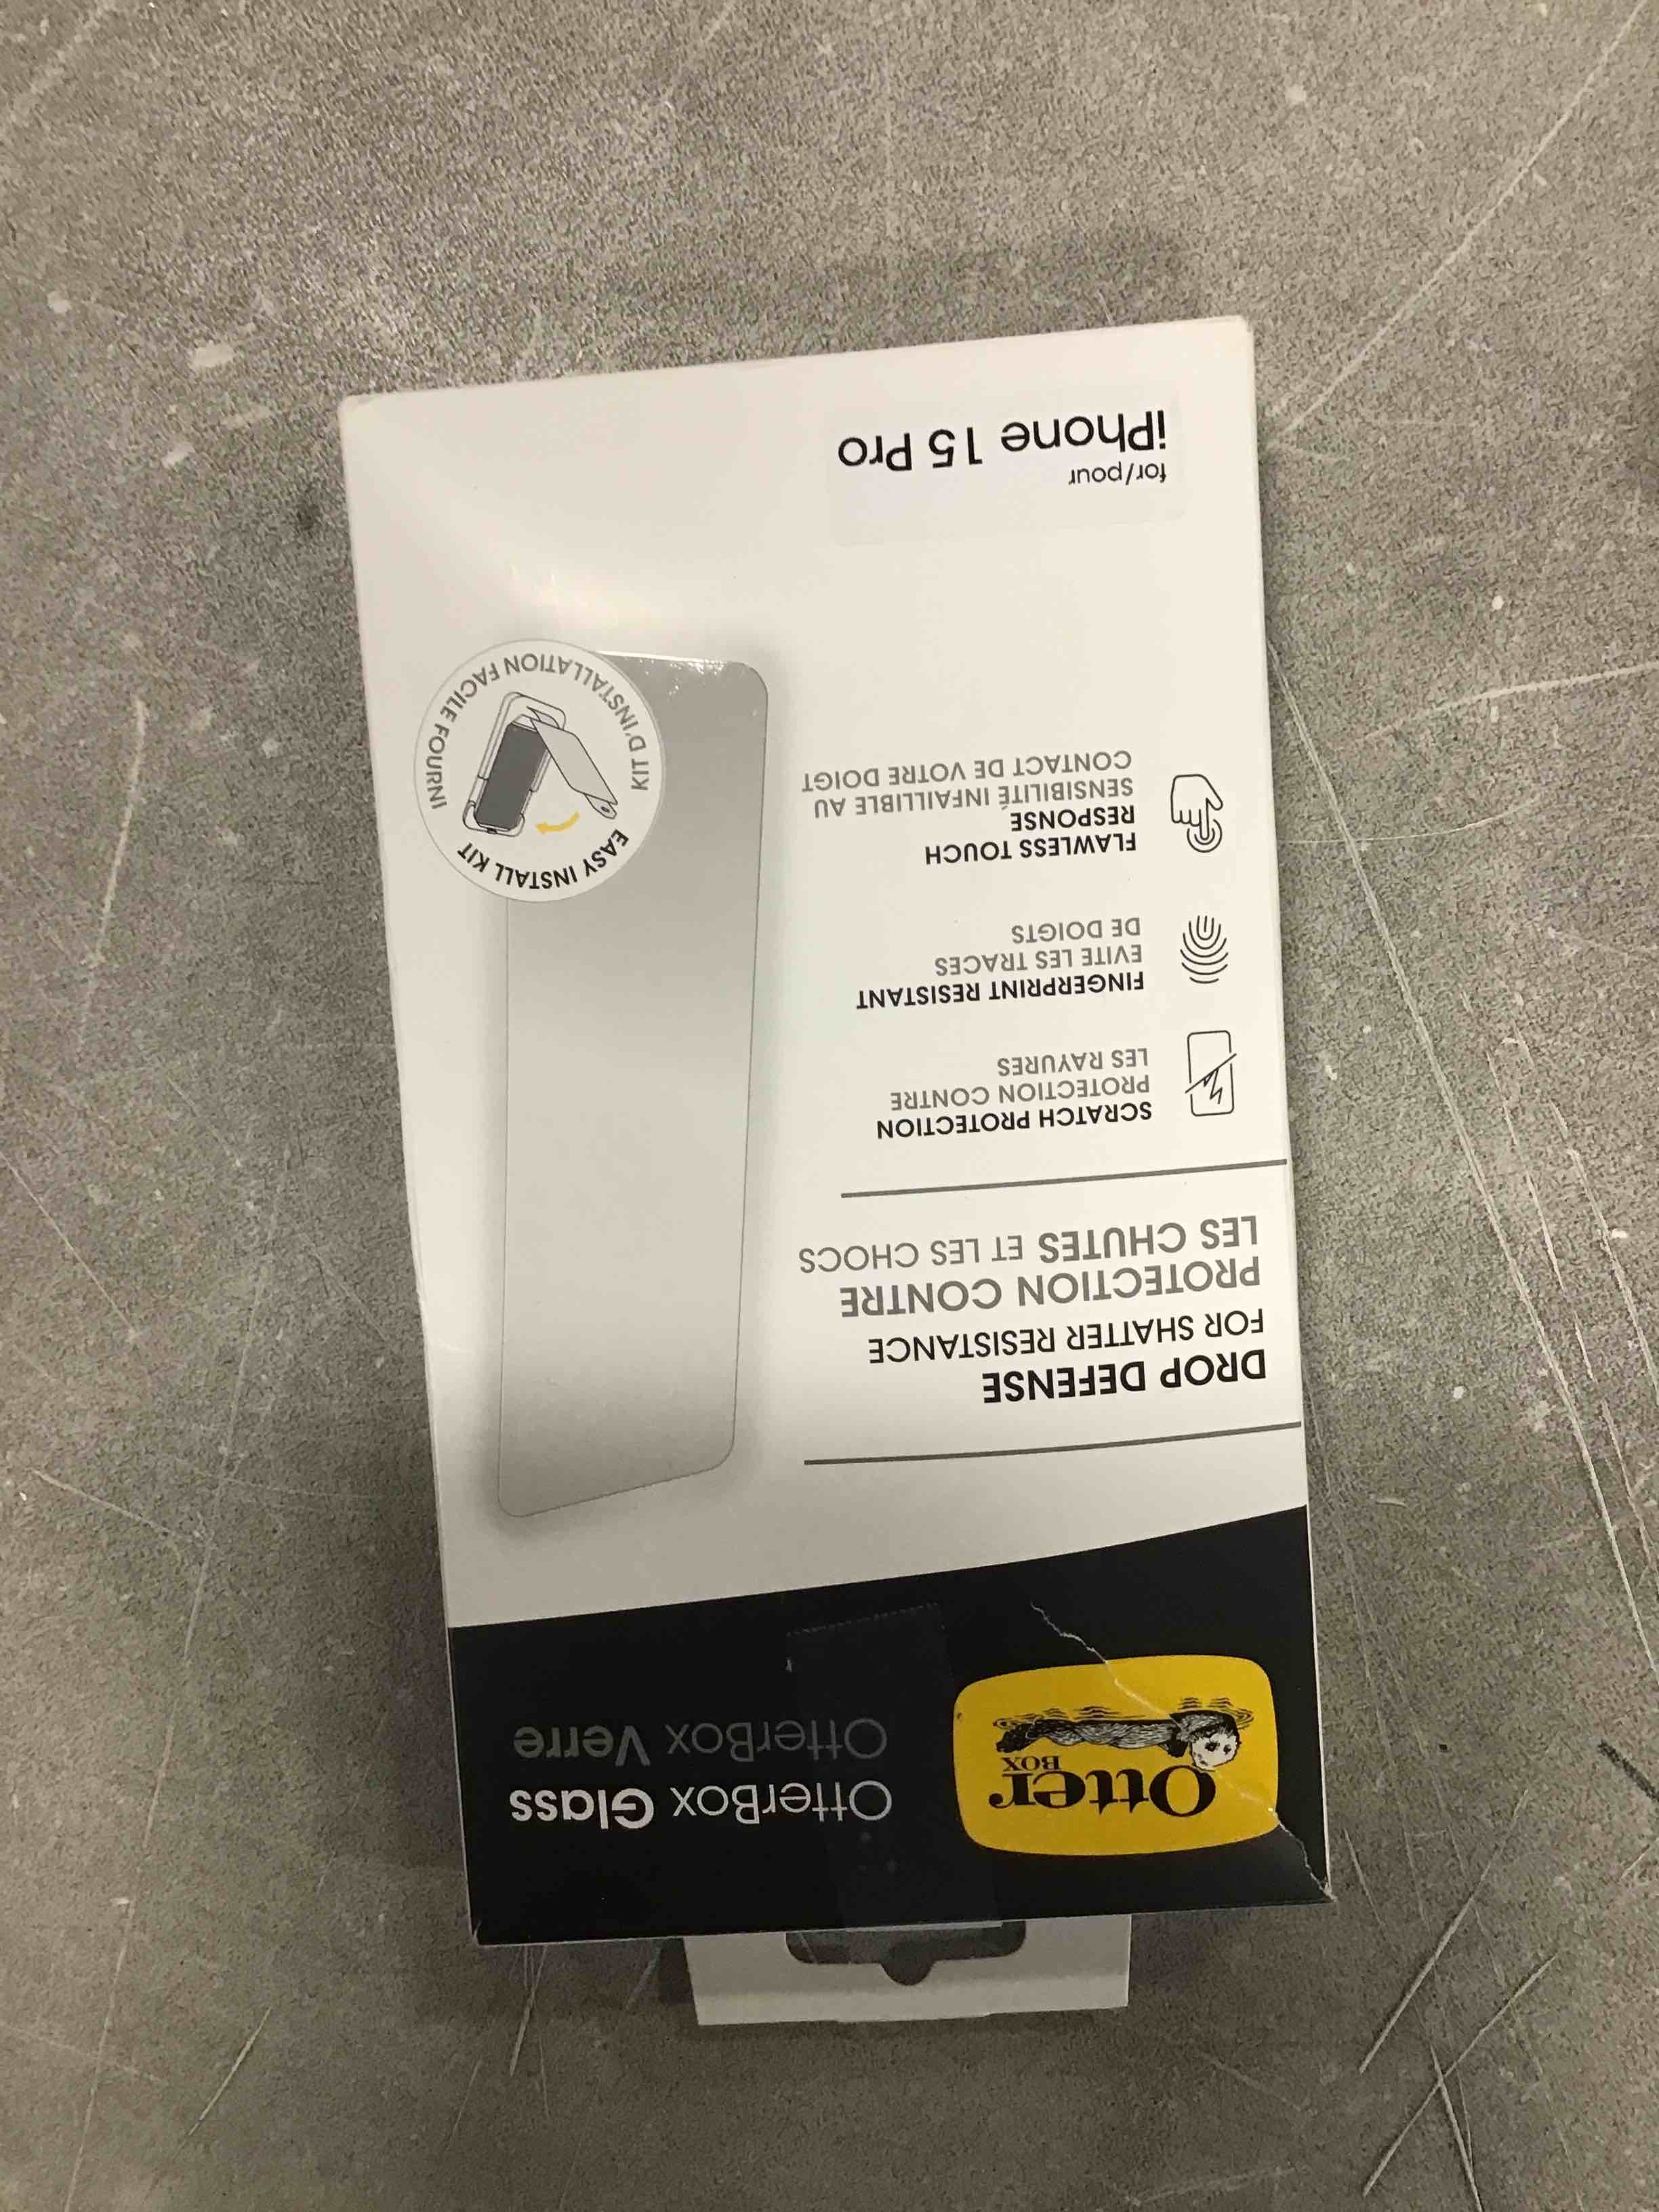 Otter
BOX
OtterBox Glass
OtterBox Verre
DROP DEFENSE
FOR SHATTER RESISTANCE
PROTECTION CONTRE
LES CHUTES ET LES CHOCS
SCRATCH PROTECTION
PROTECTION CONTRE
LES RAYURES
FINGERPRINT RESISTANT
EVITE LES TRACES
DE DOIGTS
FLAWLESS TOUCH
RESPONSE
SENSIBILITÉ INFAILLIBLE AU
CONTACT DE VOTRE DOIGT
EASY INSTALL KIT
KIT D'INSTALLATION FACILE FOURNI
for/pour
iPhone 15 Pro